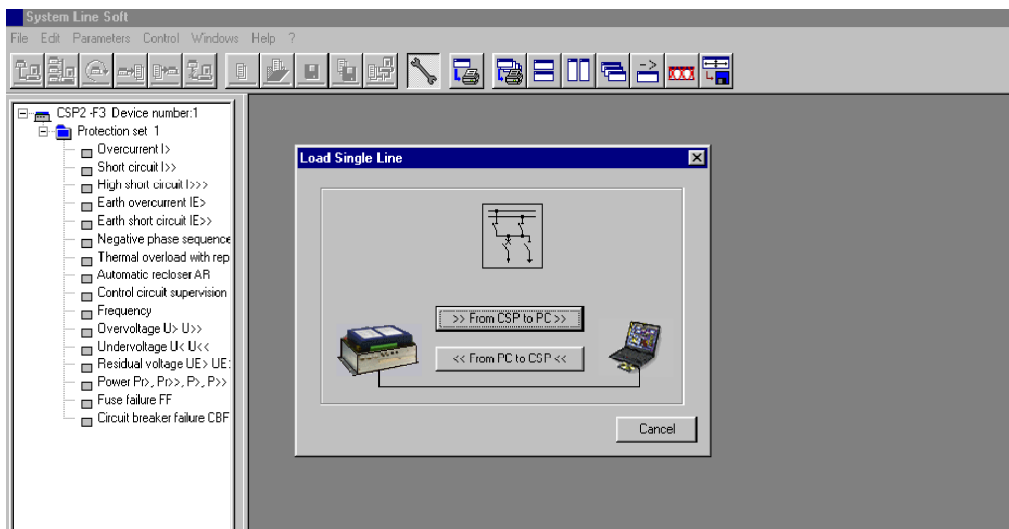 System Line Soft
File Edit Parameters Control Windows Help ?
CSP2 -F3 Device number:1
Protection set 1
Overcurrent I>
Short circuit I>>
High short circuit I>>>
Earth overcurrent IE>
Earth short circuit IE>>
Negative phase sequence
Thermal overload with rep
Automatic recloser AR
Control circuit supervision
Frequency
Overvoltage U> U>>
Undervoltage U< U<<
Residual voltage UE> UE:
Power Pr>, Pr>>, P>, P>>
Fuse failure FF
Circuit breaker failure CBF
Load Single Line
>> From CSP to PC >>
<< From PC to CSP <<
Cancel